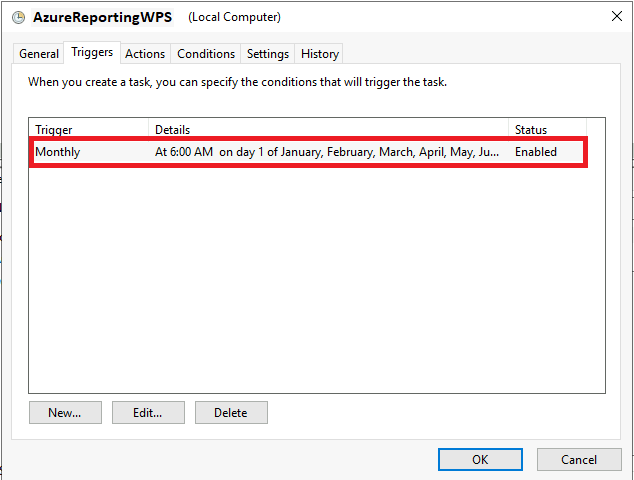 AzureReportingWPS (Local Computer)
General Triggers Actions Conditions Settings History
When you create a task, you can specify the conditions that will trigger the task.
Trigger Details Status
Monthly At 6:00 AM on day 1 of January, February, March, April, May, Ju... Enabled
New... Edit... Delete
OK Cancel